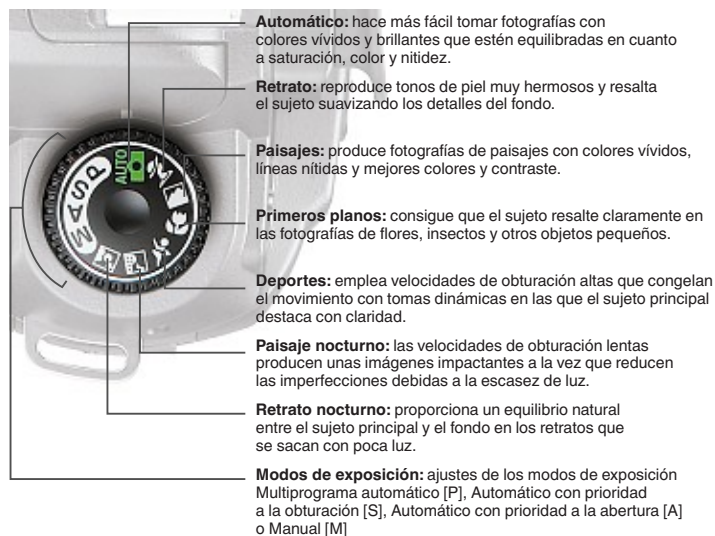 Automático: hace más fácil tomar fotografías con
colores vívidos y brillantes que estén equilibradas en cuanto
a saturación, color y nitidez.
Retrato: reproduce tonos de piel muy hermosos y resalta
el sujeto suavizando los detalles del fondo.
Paisajes: produce fotografías de paisajes con colores vívidos,
líneas nítidas y mejores colores y contraste.
Primeros planos: consigue que el sujeto resalte claramente en
las fotografías de flores, insectos y otros objetos pequeños.
Deportes: emplea velocidades de obturación altas que congelan
el movimiento con tomas dinámicas en las que el sujeto principal
destaca con claridad.
Paisaje nocturno: las velocidades de obturación lentas
producen unas imágenes impactantes a la vez que reducen
las imperfecciones debidas a la escasez de luz.
Retrato nocturno: proporciona un equilibrio natural
entre el sujeto principal y el fondo en los retratos que
se sacan con poca luz.
Modos de exposición: ajustes de los modos de exposición
Multiprograma automático [P], Automático con prioridad
a la obturación [S], Automático con prioridad a la abertura [A]
o Manual [M]
AUTO
P
S
A
M